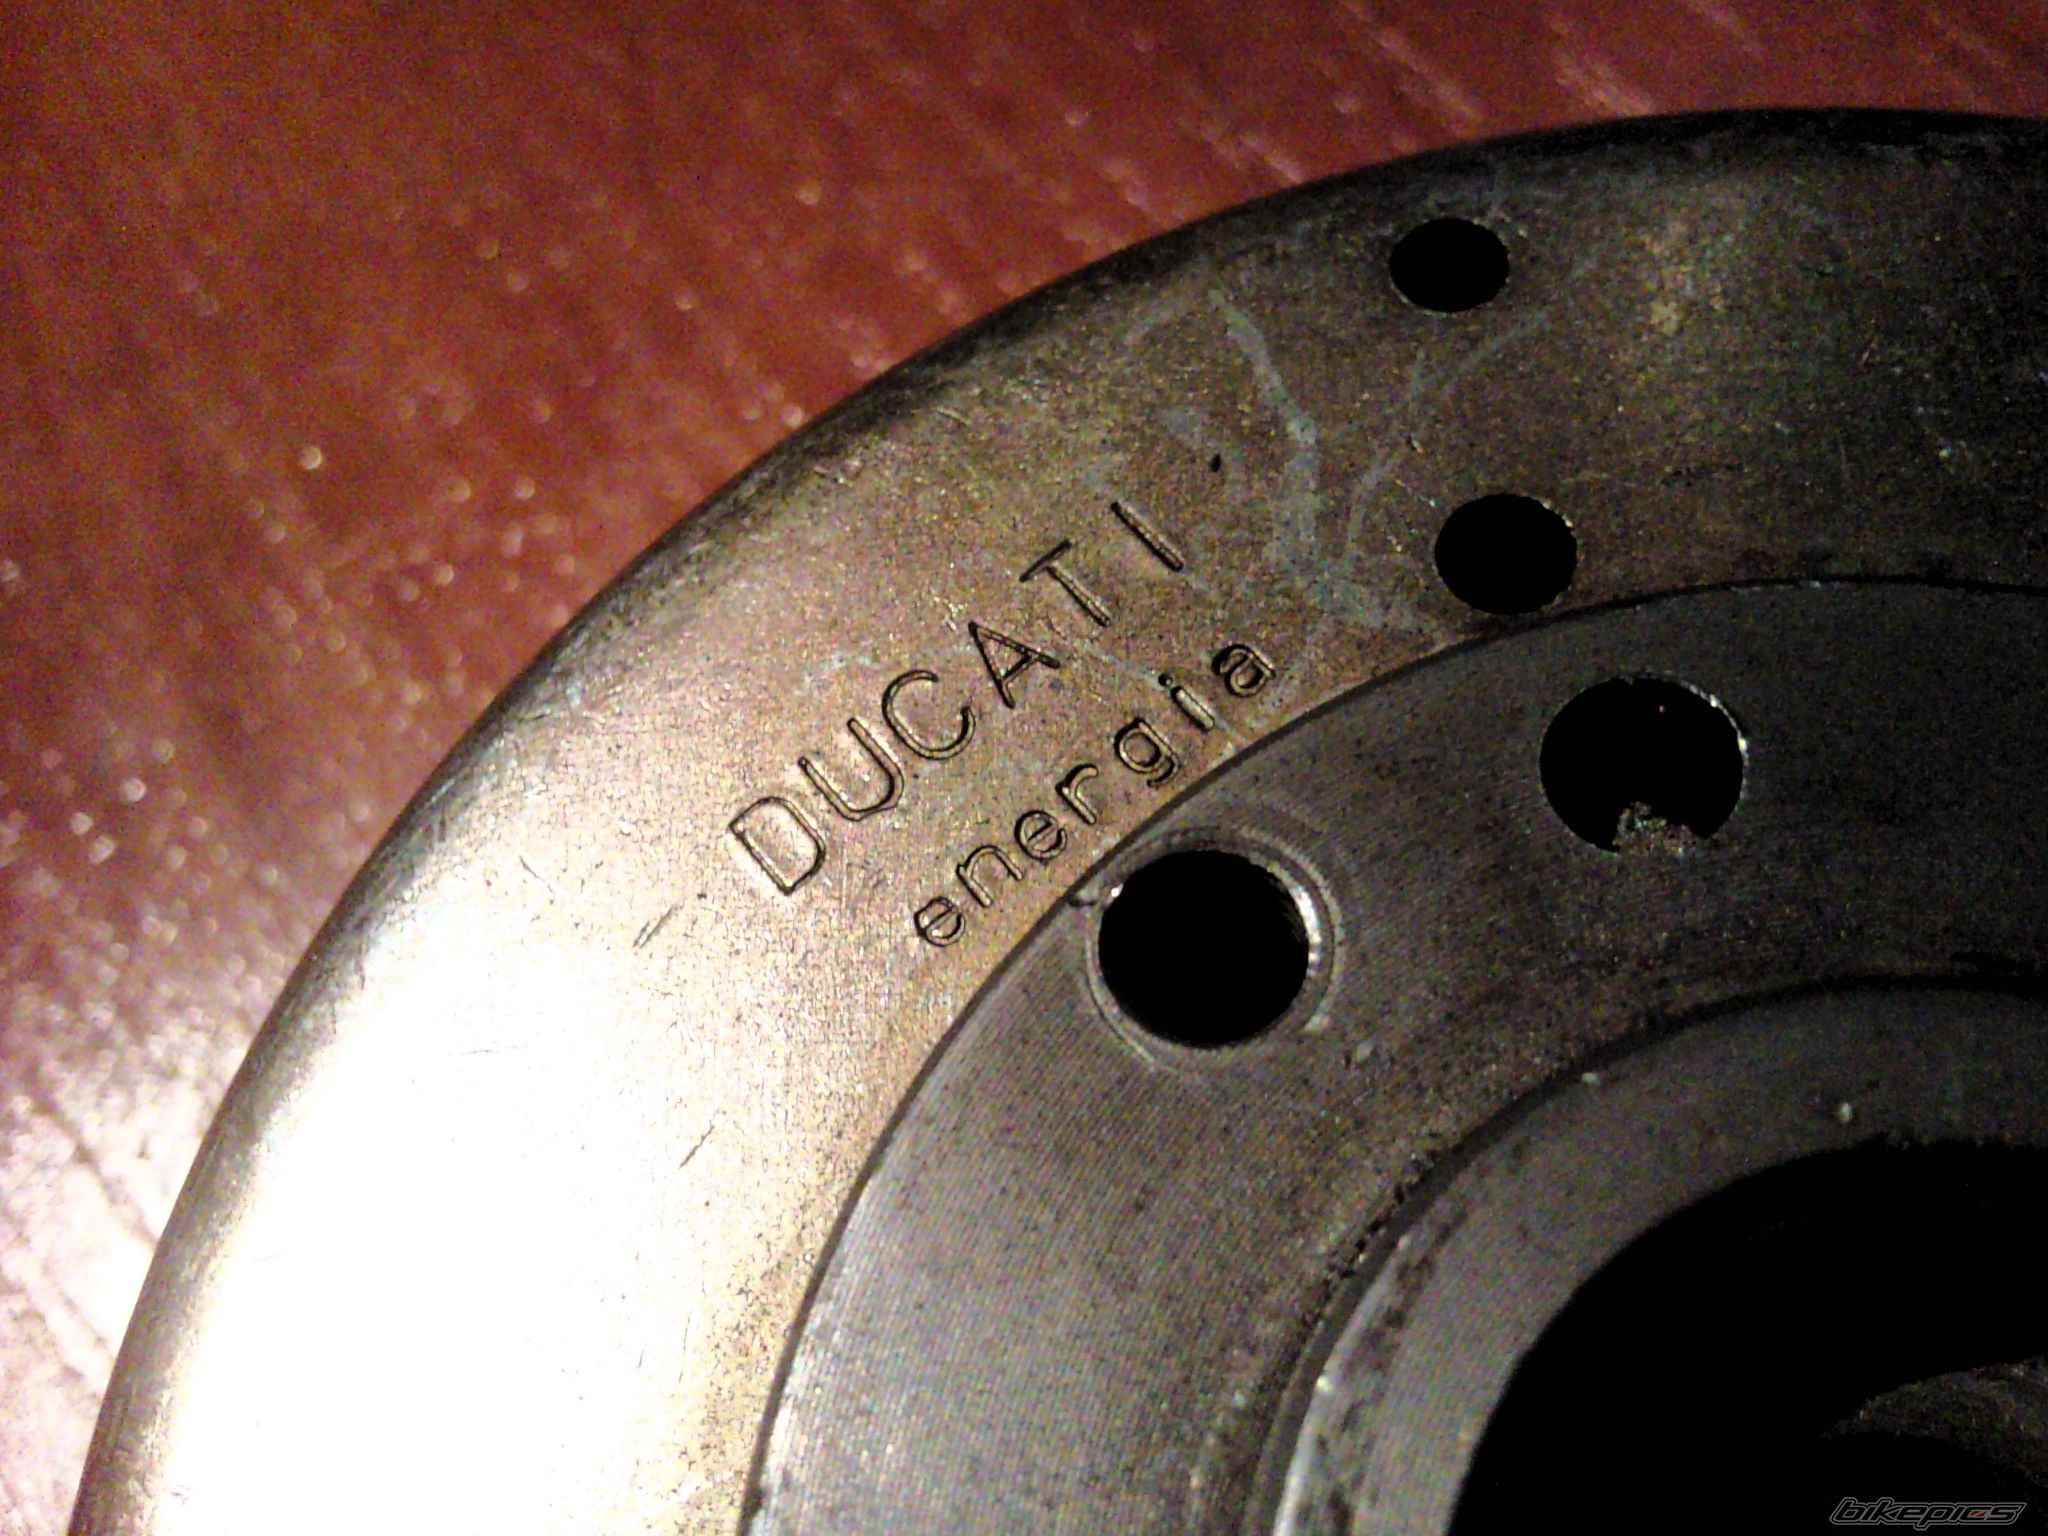 DUCATI
energia
bikepics